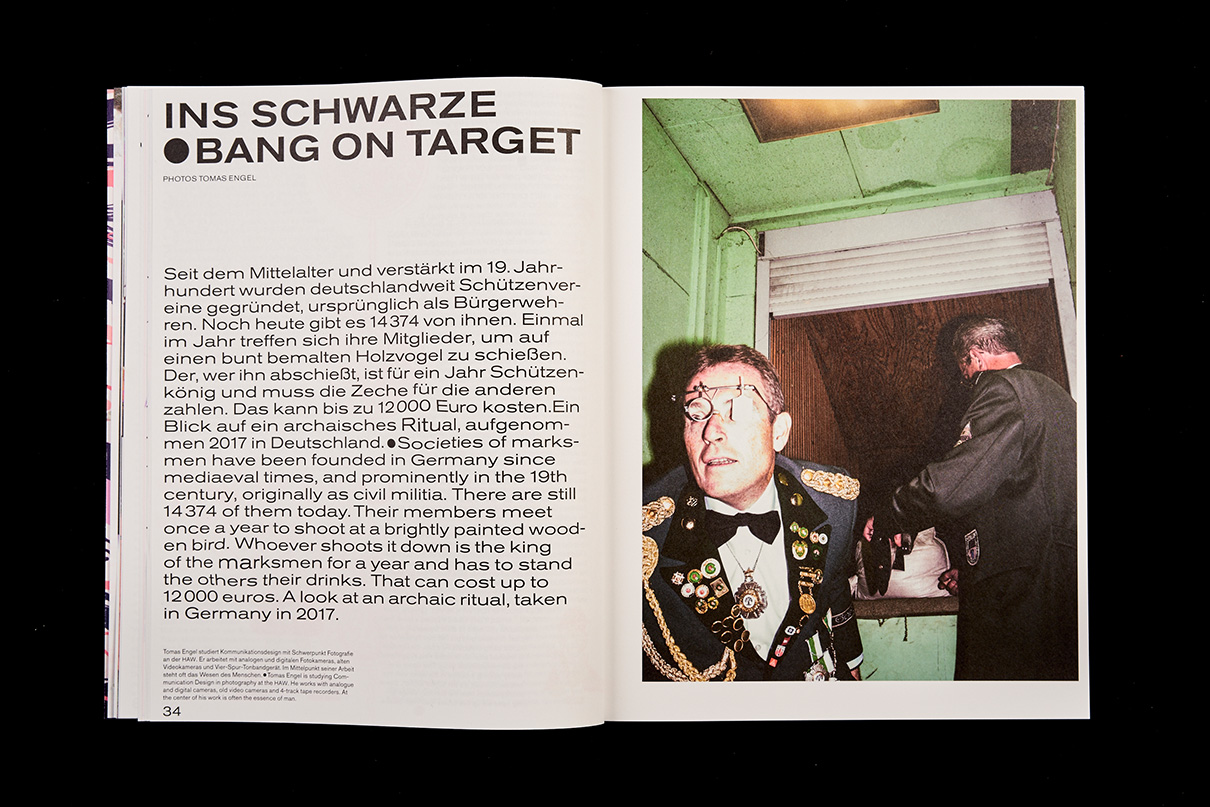 INS SCHWARZE
●BANG ON TARGET
PHOTOS TOMAS ENGEL
Seit dem Mittelalter und verstärkt im 19. Jahr-
hundert wurden deutschlandweit Schützenver-
eine gegründet, ursprünglich als Bürgerweh-
ren. Noch heute gibt es 14 374 von ihnen. Einmal
im Jahr treffen sich ihre Mitglieder, um auf
einen bunt bemalten Holzvogel zu schießen.
Der, wer ihn abschießt, ist für ein Jahr Schützen-
könig und muss die Zeche für die anderen
zahlen. Das kann bis zu 12 000 Euro kosten.Ein
Blick auf ein archaisches Ritual, aufgenom-
men 2017 in Deutschland. ●Societies of marks-
men have been founded in Germany since
mediaeval times, and prominently in the 19th
century, originally as civil militia. There are still
14 374 of them today. Their members meet
once a year to shoot at a brightly painted wood-
en bird. Whoever shoots it down is the king
of the marksmen for a year and has to stand
the others their drinks. That can cost up to
12 000 euros. A look at an archaic ritual, taken
in Germany in 2017.
Tomas Engel studiert Kommunikationsdesign mit Schwerpunkt Fotografie
an der HAW. Er arbeitet mit analogen und digitalen Fotokameras, alten
Videokameras und Vier-Spur-Tonbandgerät. Im Mittelpunkt seiner Arbeit
steht oft das Wesen des Menschen. ●Tomas Engel is studying Com-
munication Design in photography at the HAW. He works with analogue
and digital cameras, old video cameras and 4-track tape recorders. At
the center of his work is often the essence of man.
34